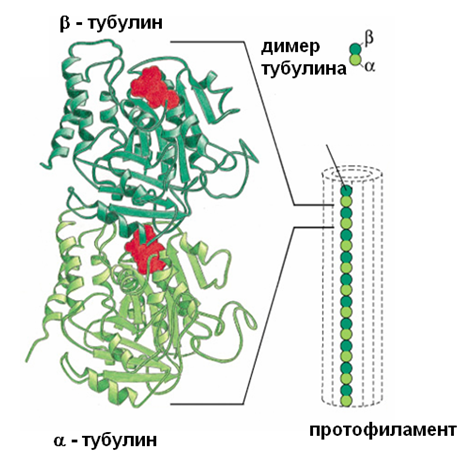 β - тубулин
димер
тубулина
β
α
протофиламент
α - тубулин